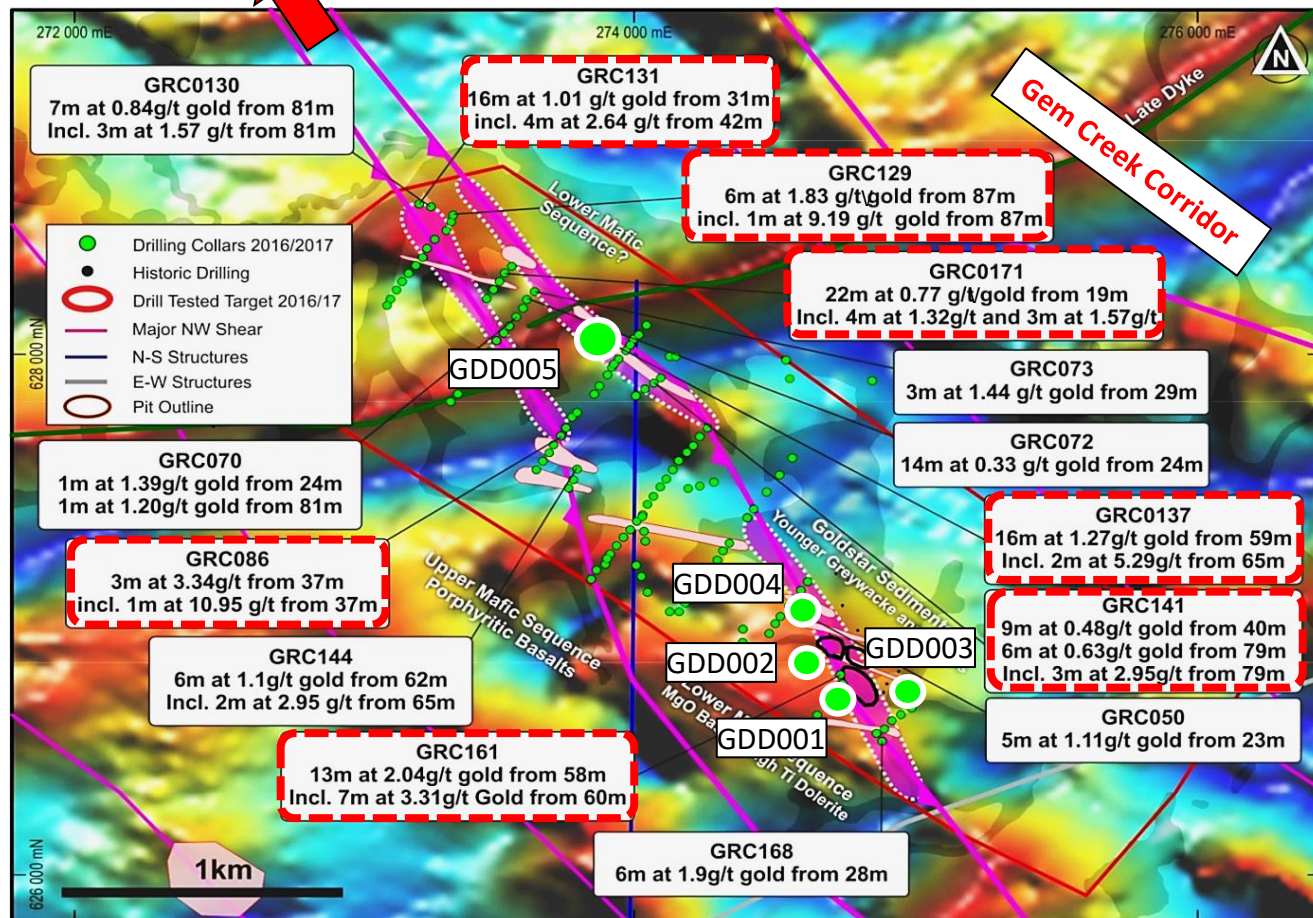 272 000 mE
274 000 mE
276 000 mE
N
GRC0130
7m at 0.84g/t gold from 81m
Incl. 3m at 1.57 g/t from 81m
GRC131
16m at 1.01 g/t gold from 31m
incl. 4m at 2.64 g/t from 42m
Late Dyke
Gem Creek Corridor
GRC129
6m at 1.83 g/t\gold from 87m
incl. 1m at 9.19 g/t gold from 87m
Lower Mafic
Sequence?
Drilling Collars 2016/2017
Historic Drilling
Drill Tested Target 2016/17
Major NW Shear
N-S Structures
E-W Structures
Pit Outline
GRC0171
22m at 0.77 g/t/gold from 19m
Incl. 4m at 1.32g/t and 3m at 1.57g/t
628 000 mN
GDD005
GRC073
3m at 1.44 g/t gold from 29m
GRC072
14m at 0.33 g/t gold from 24m
GRC070
1m at 1.39g/t gold from 24m
1m at 1.20g/t gold from 81m
GRC0137
16m at 1.27g/t gold from 59m
Incl. 2m at 5.29g/t from 65m
Goldstar Sediment
Younger Greywacke an
GRC086
3m at 3.34g/t from 37m
incl. 1m at 10.95 g/t from 37m
Upper Mafic Sequence
Porphyritic Basalts
GDD004
GRC141
9m at 0.48g/t gold from 40m
6m at 0.63g/t gold from 79m
Incl. 3m at 2.95g/t from 79m
GDD003
GDD002
GRC144
6m at 1.1g/t gold from 62m
Incl. 2m at 2.95 g/t from 65m
Lower M
Sequence
MgO Ba
gh Ti Dolerite
GDD001
GRC050
5m at 1.11g/t gold from 23m
GRC161
13m at 2.04g/t gold from 58m
Incl. 7m at 3.31g/t Gold from 60m
GRC168
6m at 1.9g/t gold from 28m
626 000 mN
1km